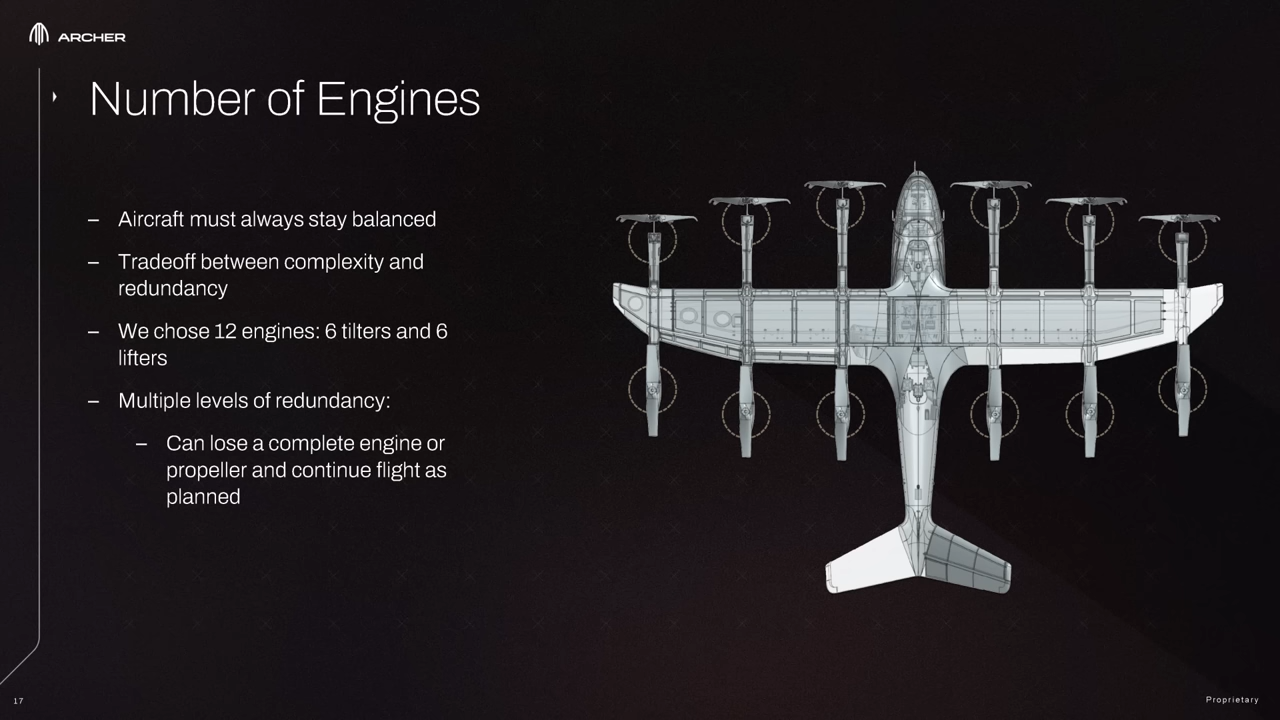 ARCHER
Number of Engines
– Aircraft must always stay balanced
– Tradeoff between complexity and
redundancy
– We chose 12 engines: 6 tilters and 6
lifters
– Multiple levels of redundancy:
– Can lose a complete engine or
propeller and continue flight as
planned
17
Proprietary